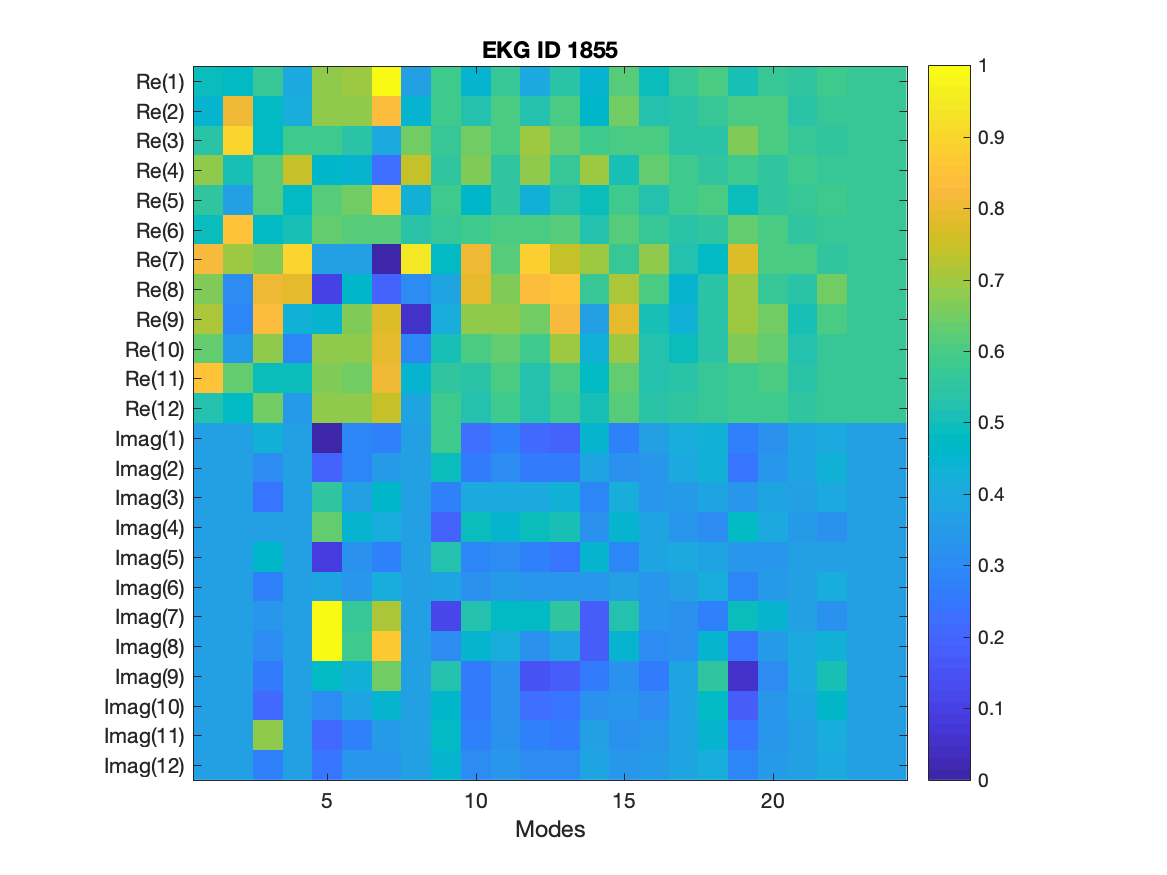 EKG ID 1855
Re(1)
Re(2)
Re(3)
Re(4)
Re(5)
Re(6)
Re(7)
Re(8)
Re(9)
Re(10)
Re(11)
Re(12)
Imag(1)
Imag(2)
Imag(3)
Imag(4)
Imag(5)
Imag(6)
Imag(7)
Imag(8)
Imag(9)
Imag(10)
Imag(11)
Imag(12)
5 10 15 20
Modes
1
0.9
0.8
0.7
0.6
0.5
0.4
0.3
0.2
0.1
0